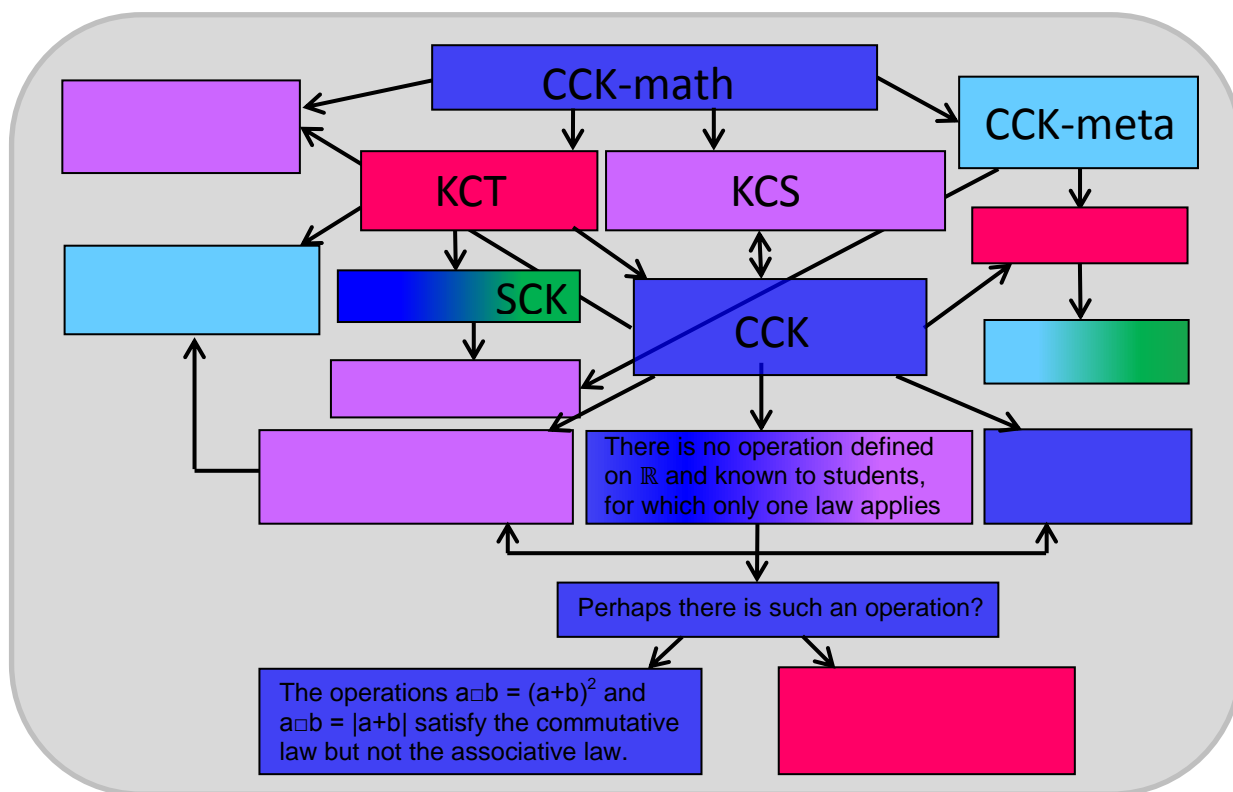 CCK-math
CCK-meta
KCT
KCS
SCK
CCK
There is no operation defined
on ℝ and known to students,
for which only one law applies
Perhaps there is such an operation?
The operations a□b = (a+b)² and
a□b = |a+b| satisfy the commutative
law but not the associative law.